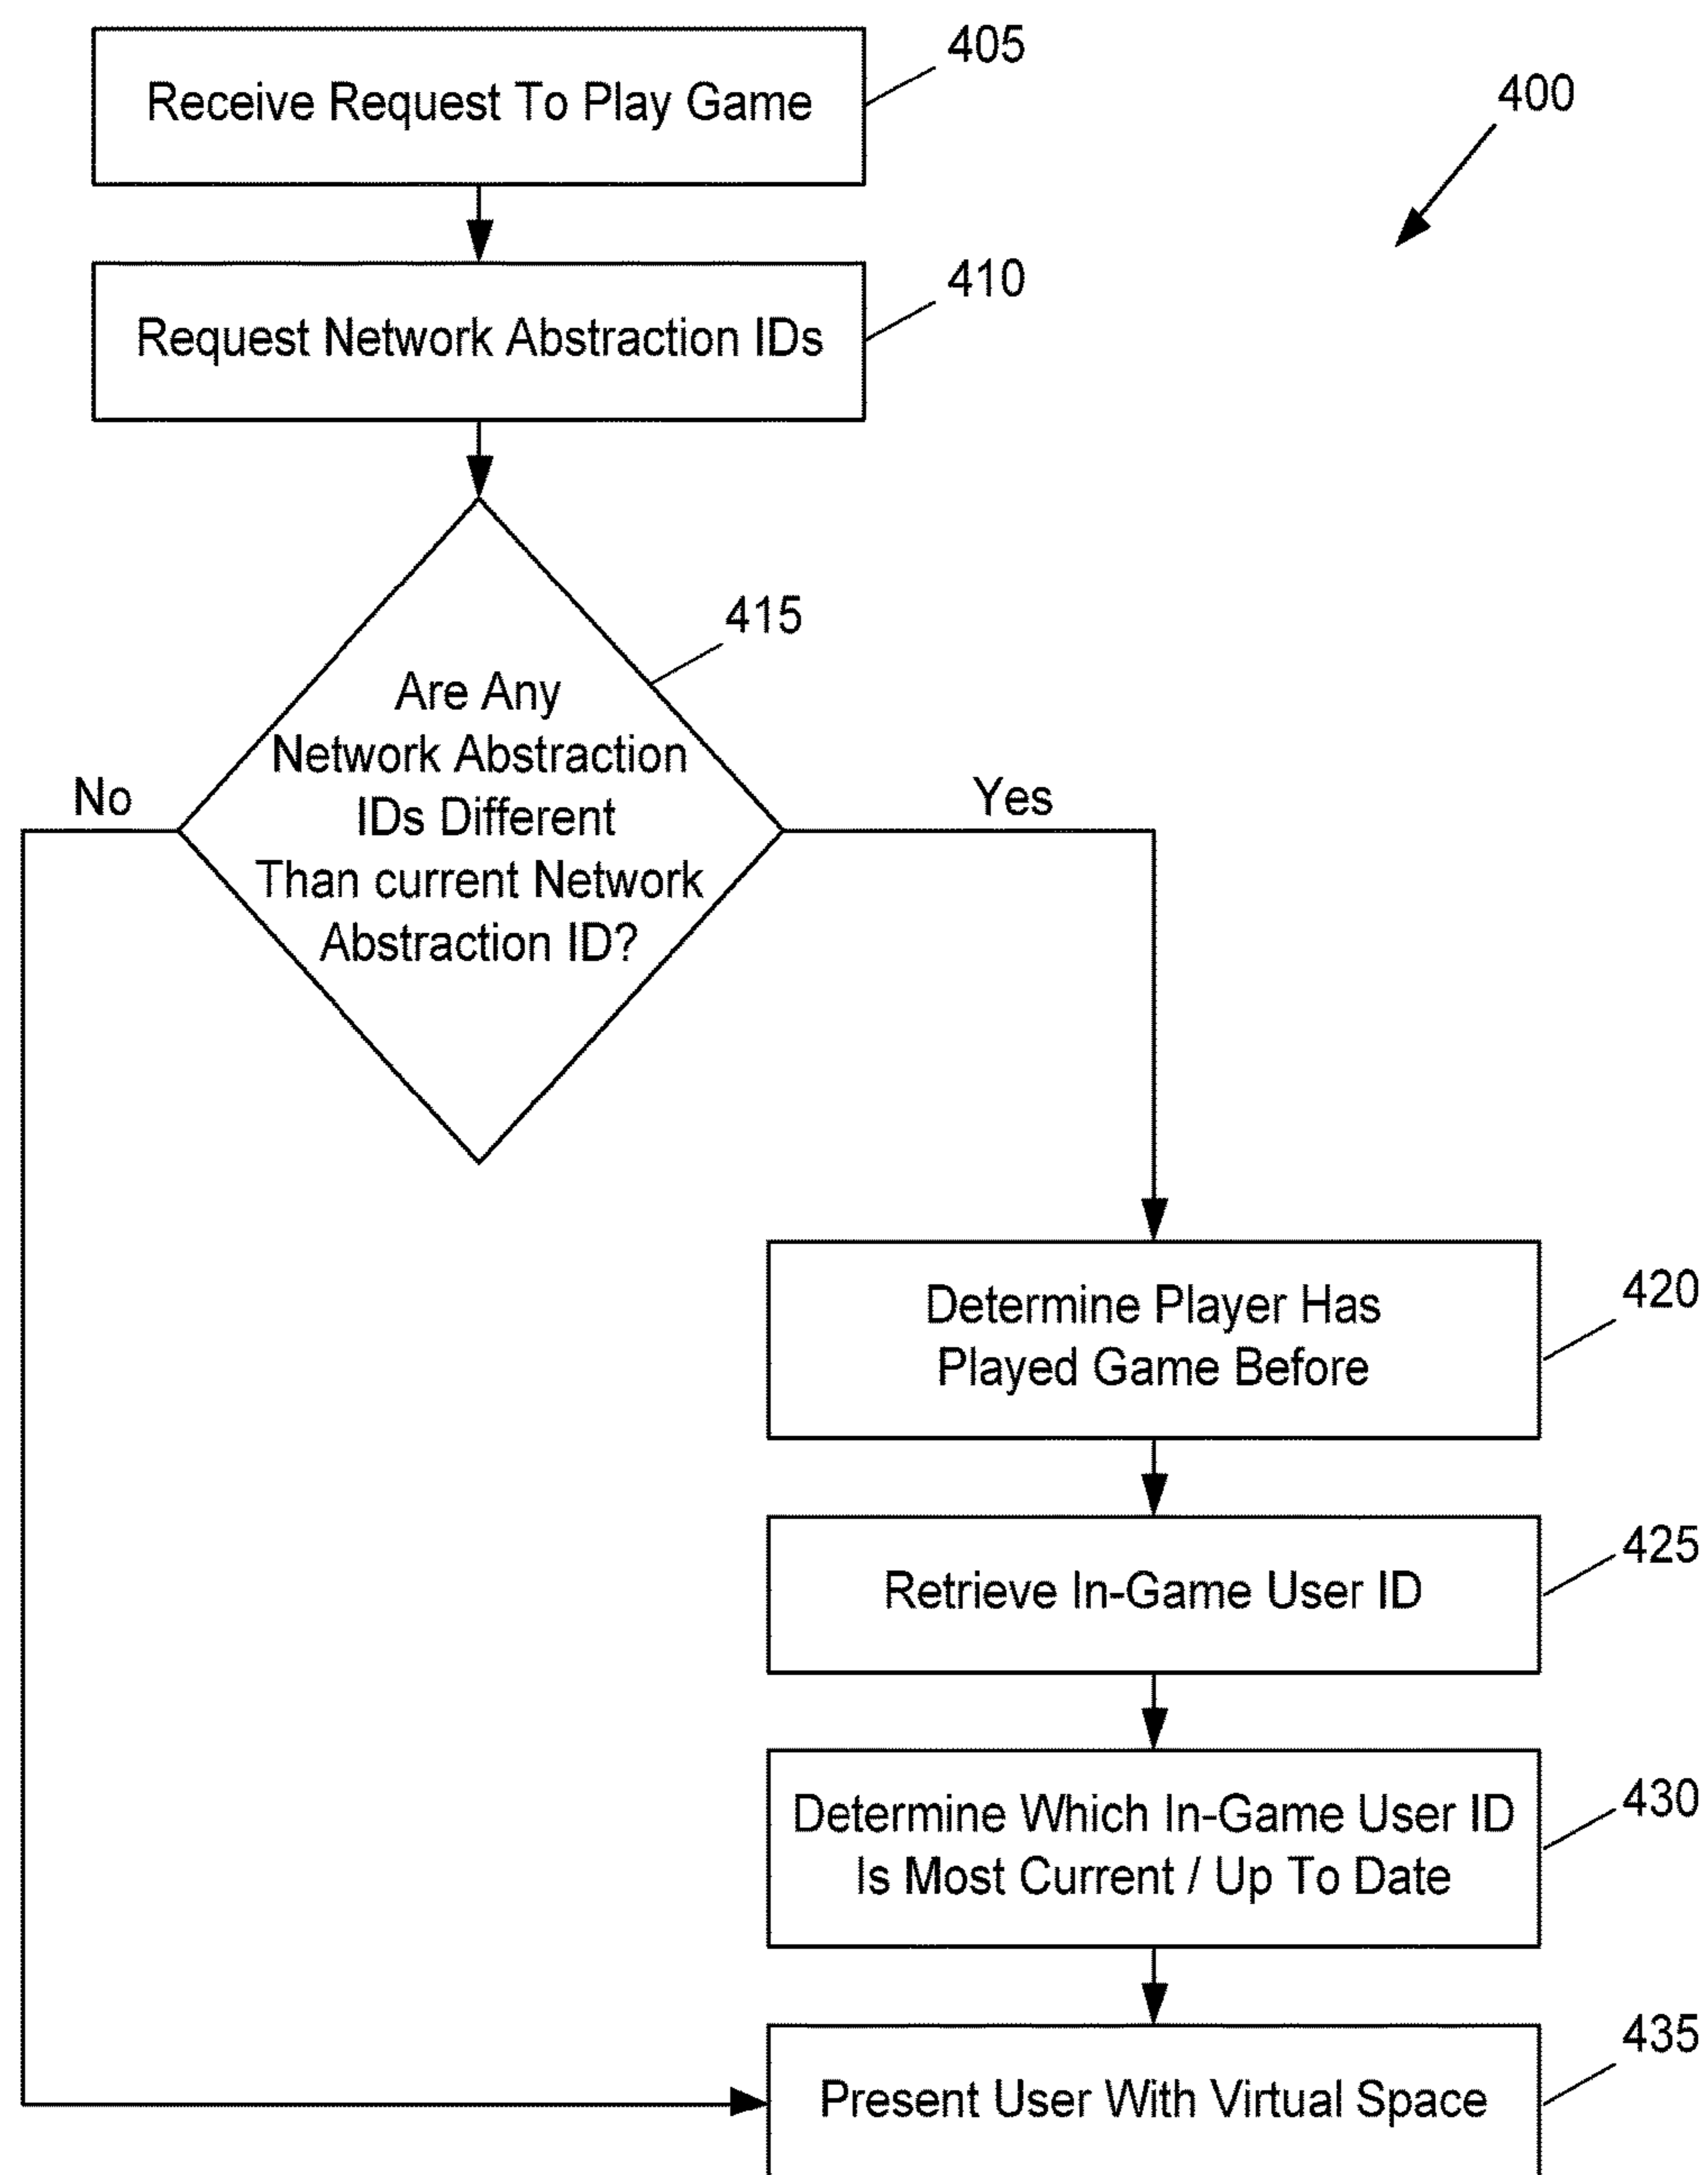 Receive Request To Play Game
405
400
Request Network Abstraction IDs
410
415
Are Any
Network Abstraction
IDs Different
Than current Network
Abstraction ID?
No
Yes
Determine Player Has
Played Game Before
420
Retrieve In-Game User ID
425
Determine Which In-Game User ID
Is Most Current / Up To Date
430
Present User With Virtual Space
435